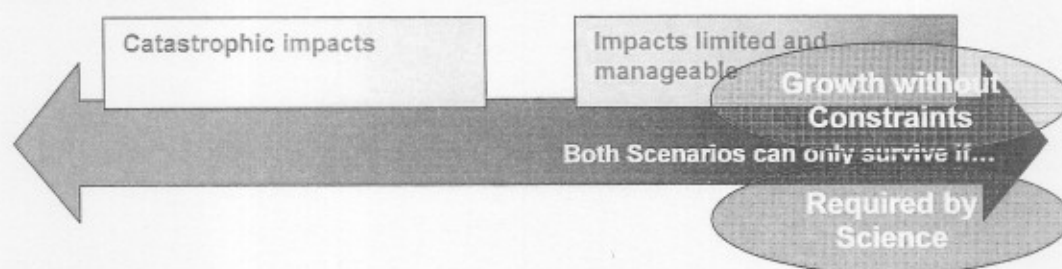 Catastrophic impacts
Impacts limited and
manageable
Growth without
Constraints
Both Scenarios can only survive if...
Required by
Science